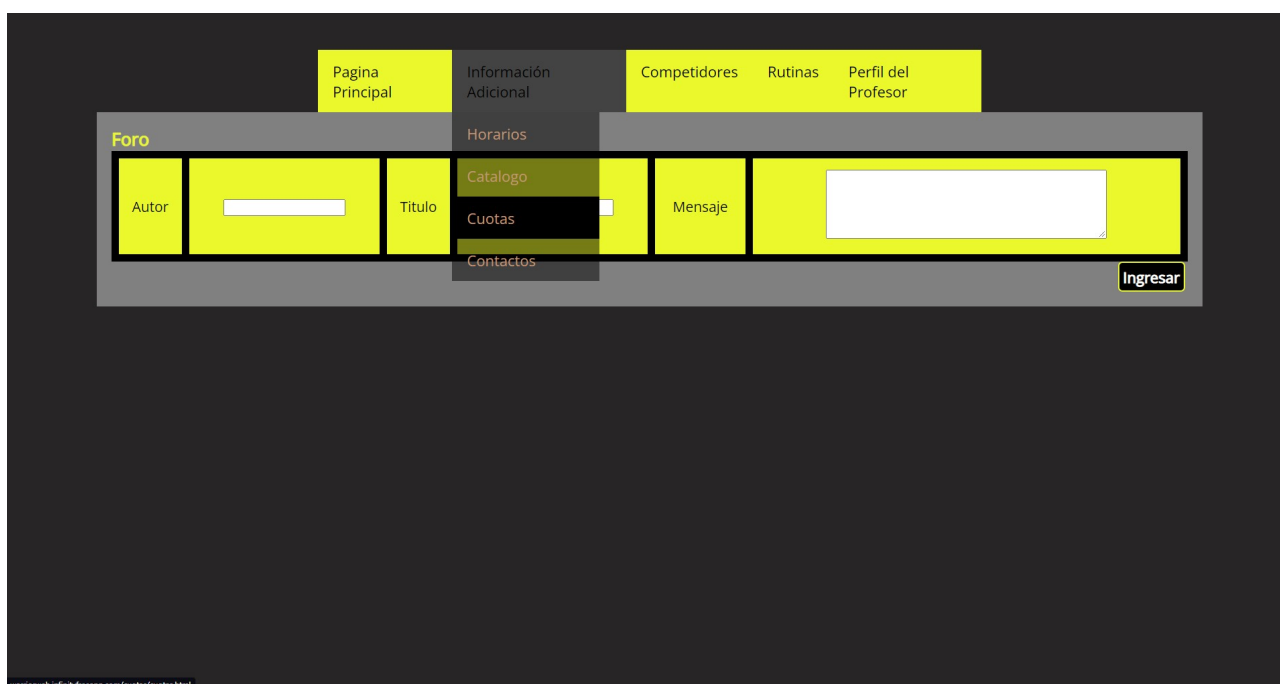 Pagina
Principal
Información
Adicional
Competidores
Rutinas
Perfil del
Profesor
Horarios
Catalogo
Cuotas
Contactos
Foro
Autor
Titulo
Mensaje
Ingresar